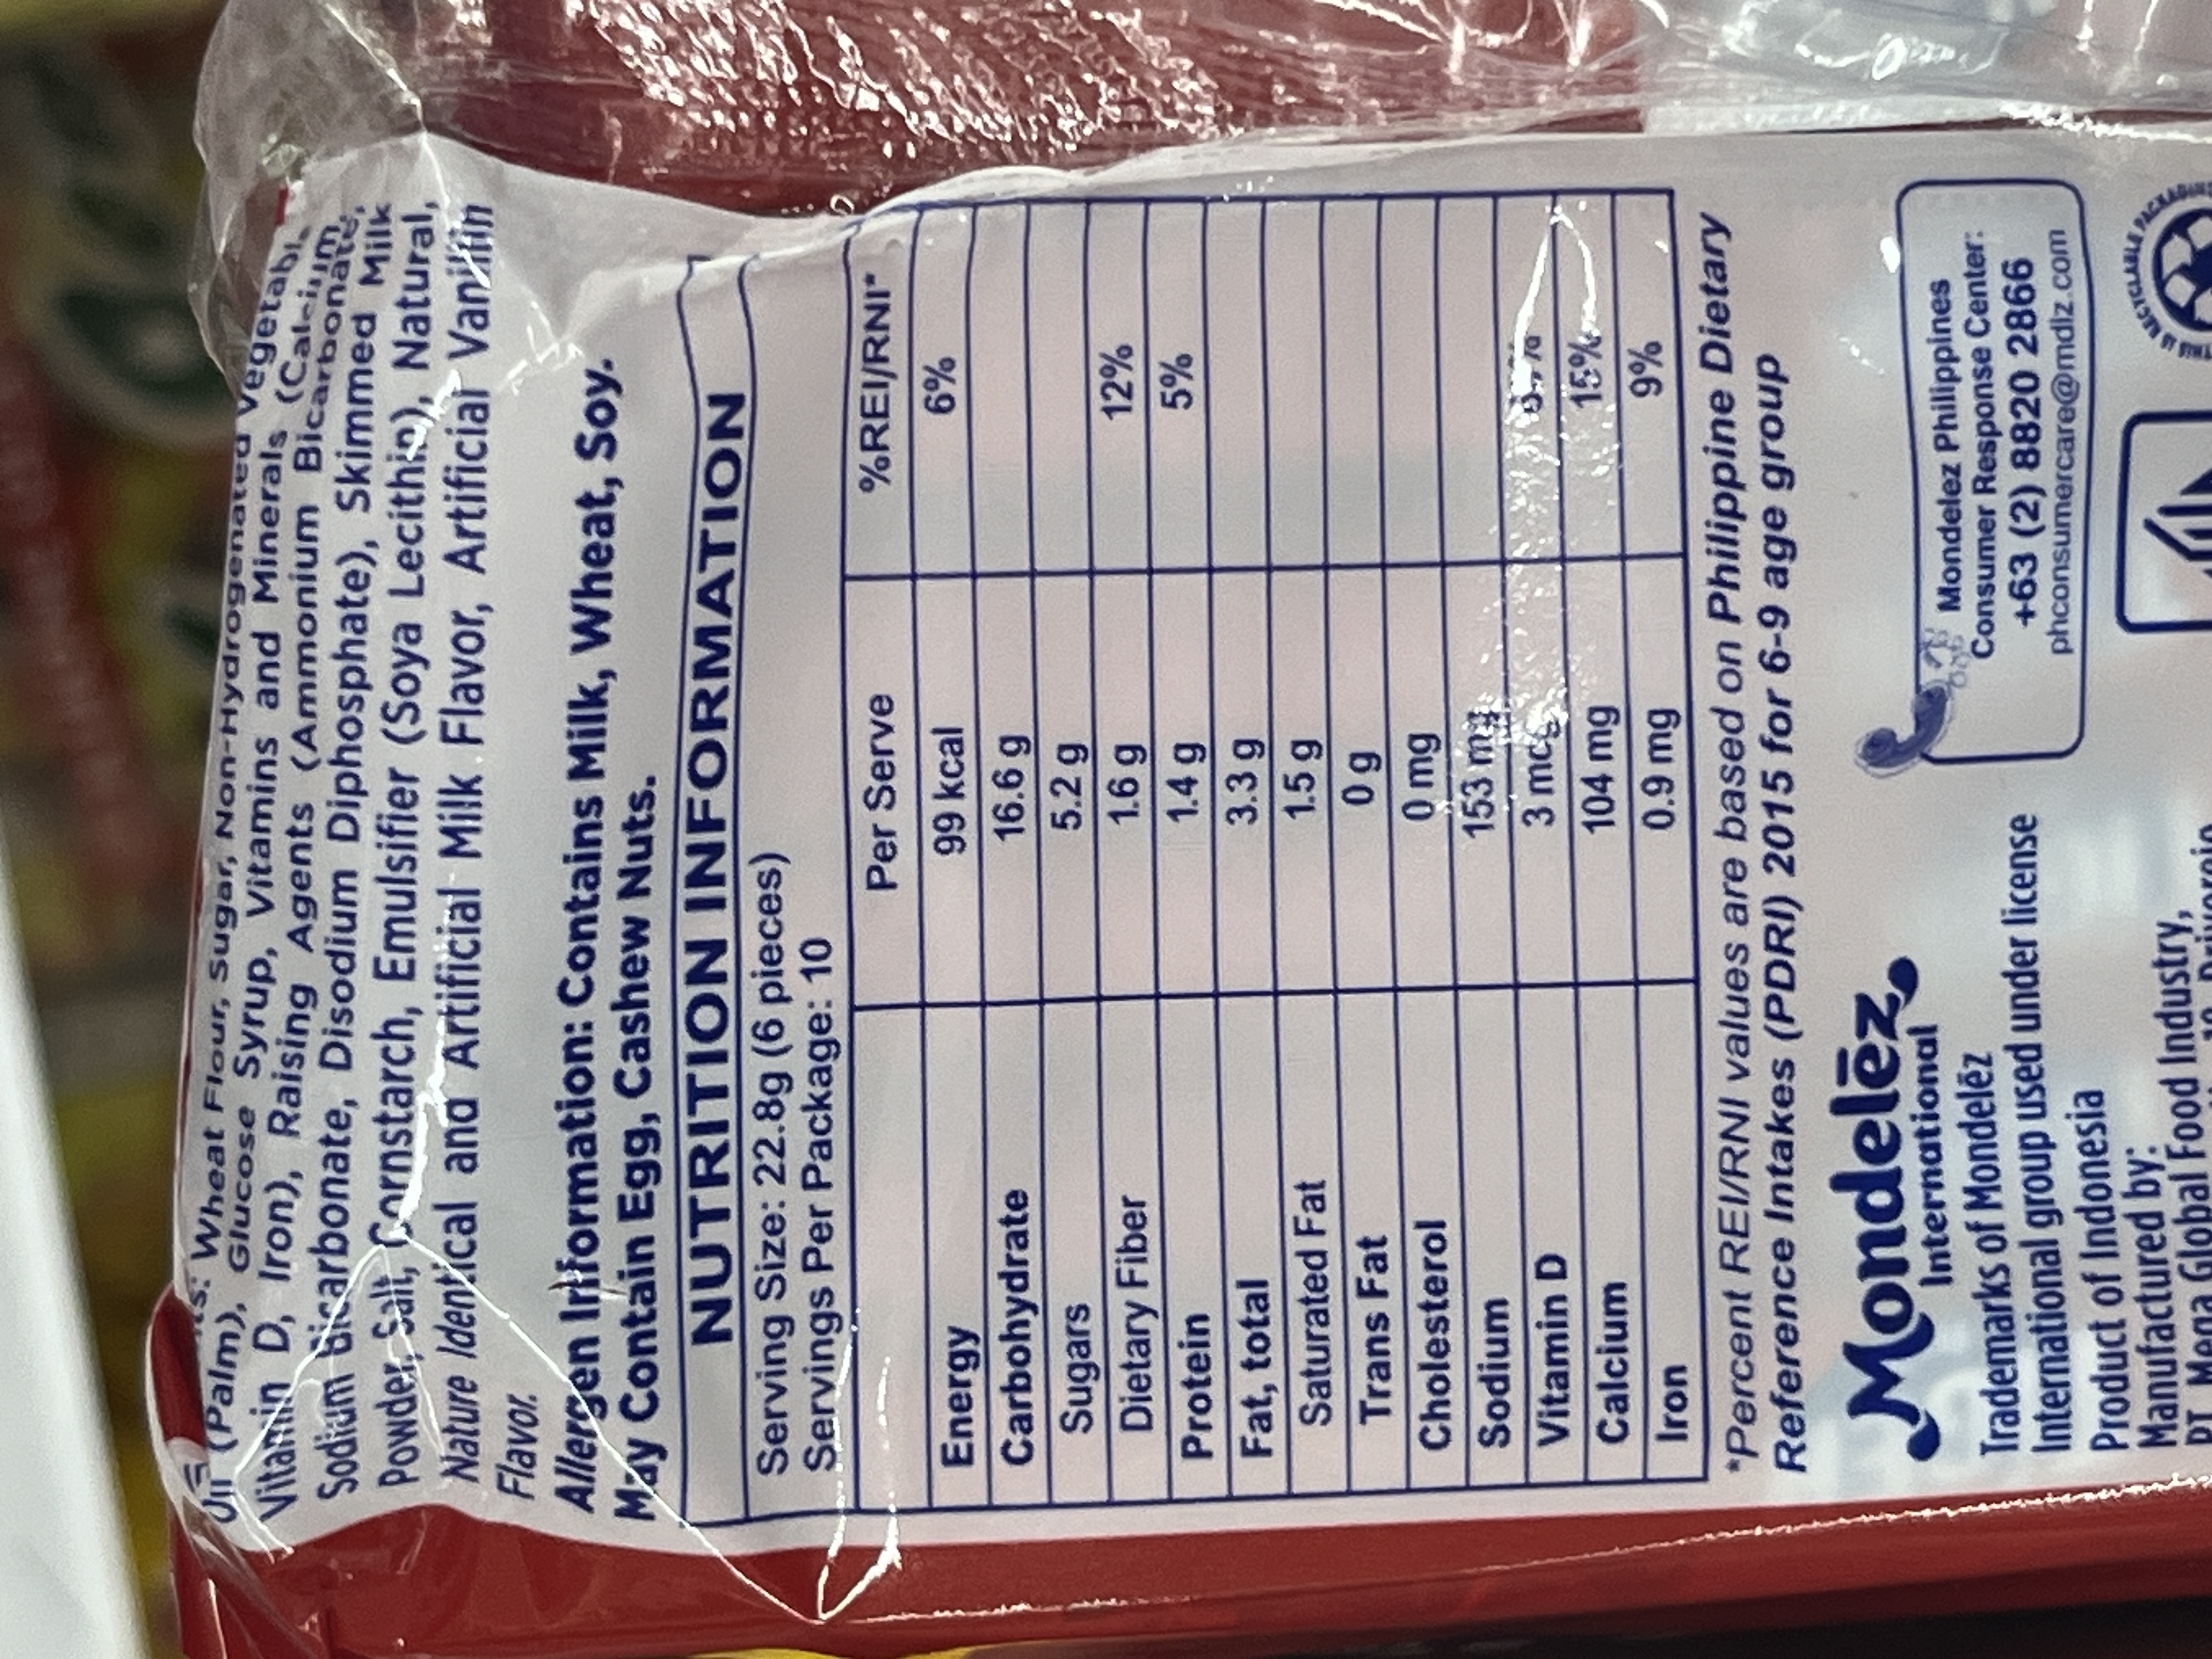 Wheat Flour, Sugar, Non-Hydrogenated
Oil (Palm), Glucose Syrup, Vitamins and Minerals (Calcium,
Vitamin D, Iron), Raising Agents (Ammonium Bicarbonate,
Sodium Bicarbonate, Disodium Diphosphate), Skimmed Milk
Powder, Salt, Cornstarch, Emulsifier (Soya Lecithin), Natural,
Nature Identical and Artificial Milk Flavor, Artificial Vanillin
Flavor.
Allergen Information: Contains Milk, Wheat, Soy.
May Contain Egg, Cashew Nuts.
NUTRITION INFORMATION
Serving Size: 22.8g (6 pieces)
Servings Per Package: 10
Per Serve %REI/RNI*
Energy 99 kcal 6%
Carbohydrate 16.6 g
Sugars 5.2 g
Dietary Fiber 1.6 g 12%
Protein 1.4 g 5%
Fat, total 3.3 g
Saturated Fat 1.5 g
Trans Fat 0 g
Cholesterol 0 mg
Sodium 153 mg
Vitamin D 3 mcg
Calcium 104 mg 15%
Iron 0.9 mg 9%
*Percent REI/RNI values are based on Philippine Dietary
Reference Intakes (PDRI) 2015 for 6-9 age group
Mondelēz
International
Trademarks of Mondelēz
International group used under license
Product of Indonesia
Manufactured by:
PT Mega Global Food Industry,
Mondelez Philippines
Consumer Response Center:
+63 (2) 8820 2866
phconsumercare@mdlz.com
THIS IS RECYCLABLE PACKAGING